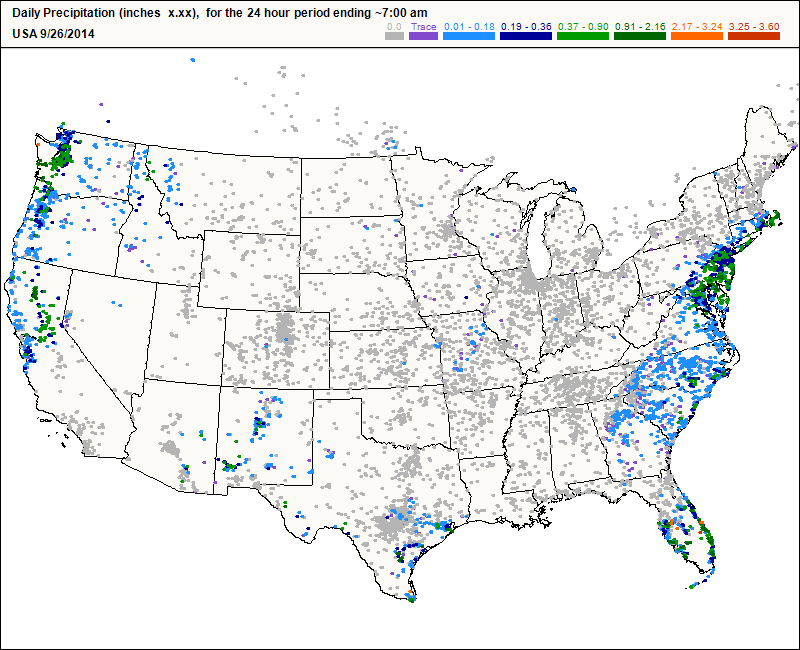 Daily Precipitation (inches x.xx), for the 24 hour period ending ~7:00 am
0.0 Trace 0.01 - 0.18 0.19 - 0.36 0.37 - 0.90 0.91 - 2.16 2.17 - 3.24 3.25 - 3.60
USA 9/26/2014